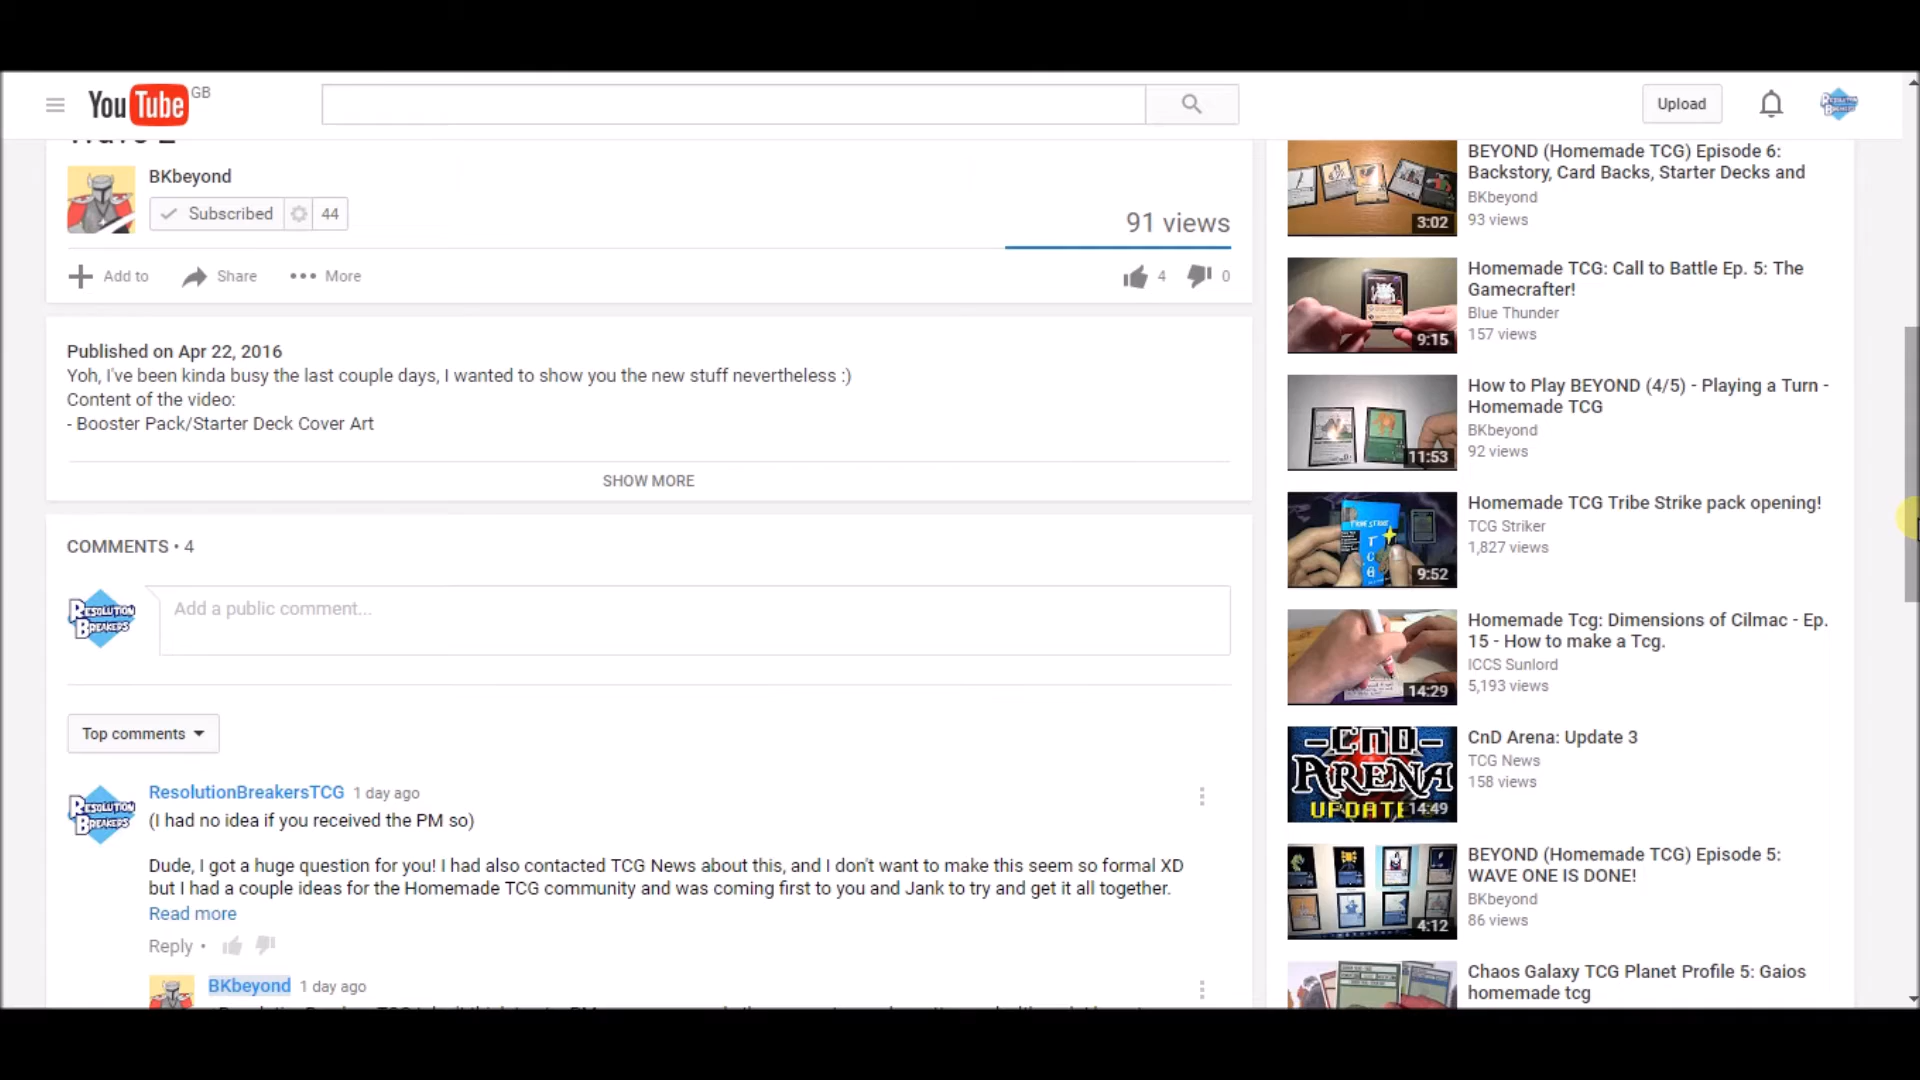 YouTube GB
Upload
BKbeyond
Subscribed 44
91 views
Add to Share More 4 0
Published on Apr 22, 2016
Yoh, I've been kinda busy the last couple days, I wanted to show you the new stuff nevertheless :)
Content of the video:
- Booster Pack/Starter Deck Cover Art
SHOW MORE
COMMENTS • 4
RESOLUTION
BREAKERS
Add a public comment...
Top comments
RESOLUTION
BREAKERS
ResolutionBreakersTCG 1 day ago
(I had no idea if you received the PM so)
Dude, I got a huge question for you! I had also contacted TCG News about this, and I don't want to make this seem so formal XD
but I had a couple ideas for the Homemade TCG community and was coming first to you and Jank to try and get it all together.
Read more
Reply •
BKbeyond 1 day ago
BEYOND (Homemade TCG) Episode 6:
Backstory, Card Backs, Starter Decks and
BKbeyond
93 views
3:02
Homemade TCG: Call to Battle Ep. 5: The
Gamecrafter!
Blue Thunder
157 views
9:15
How to Play BEYOND (4/5) - Playing a Turn -
Homemade TCG
BKbeyond
92 views
11:53
Homemade TCG Tribe Strike pack opening!
TCG Striker
1,827 views
TRIBE STRIKE
TCG
9:52
Homemade Tcg: Dimensions of Cilmac - Ep.
15 - How to make a Tcg.
ICCS Sunlord
5,193 views
14:29
CnD Arena: Update 3
TCG News
158 views
-CnD-
ARENA
UPDATE
14:49
BEYOND (Homemade TCG) Episode 5:
WAVE ONE IS DONE!
BKbeyond
86 views
4:12
Chaos Galaxy TCG Planet Profile 5: Gaios
homemade tcg